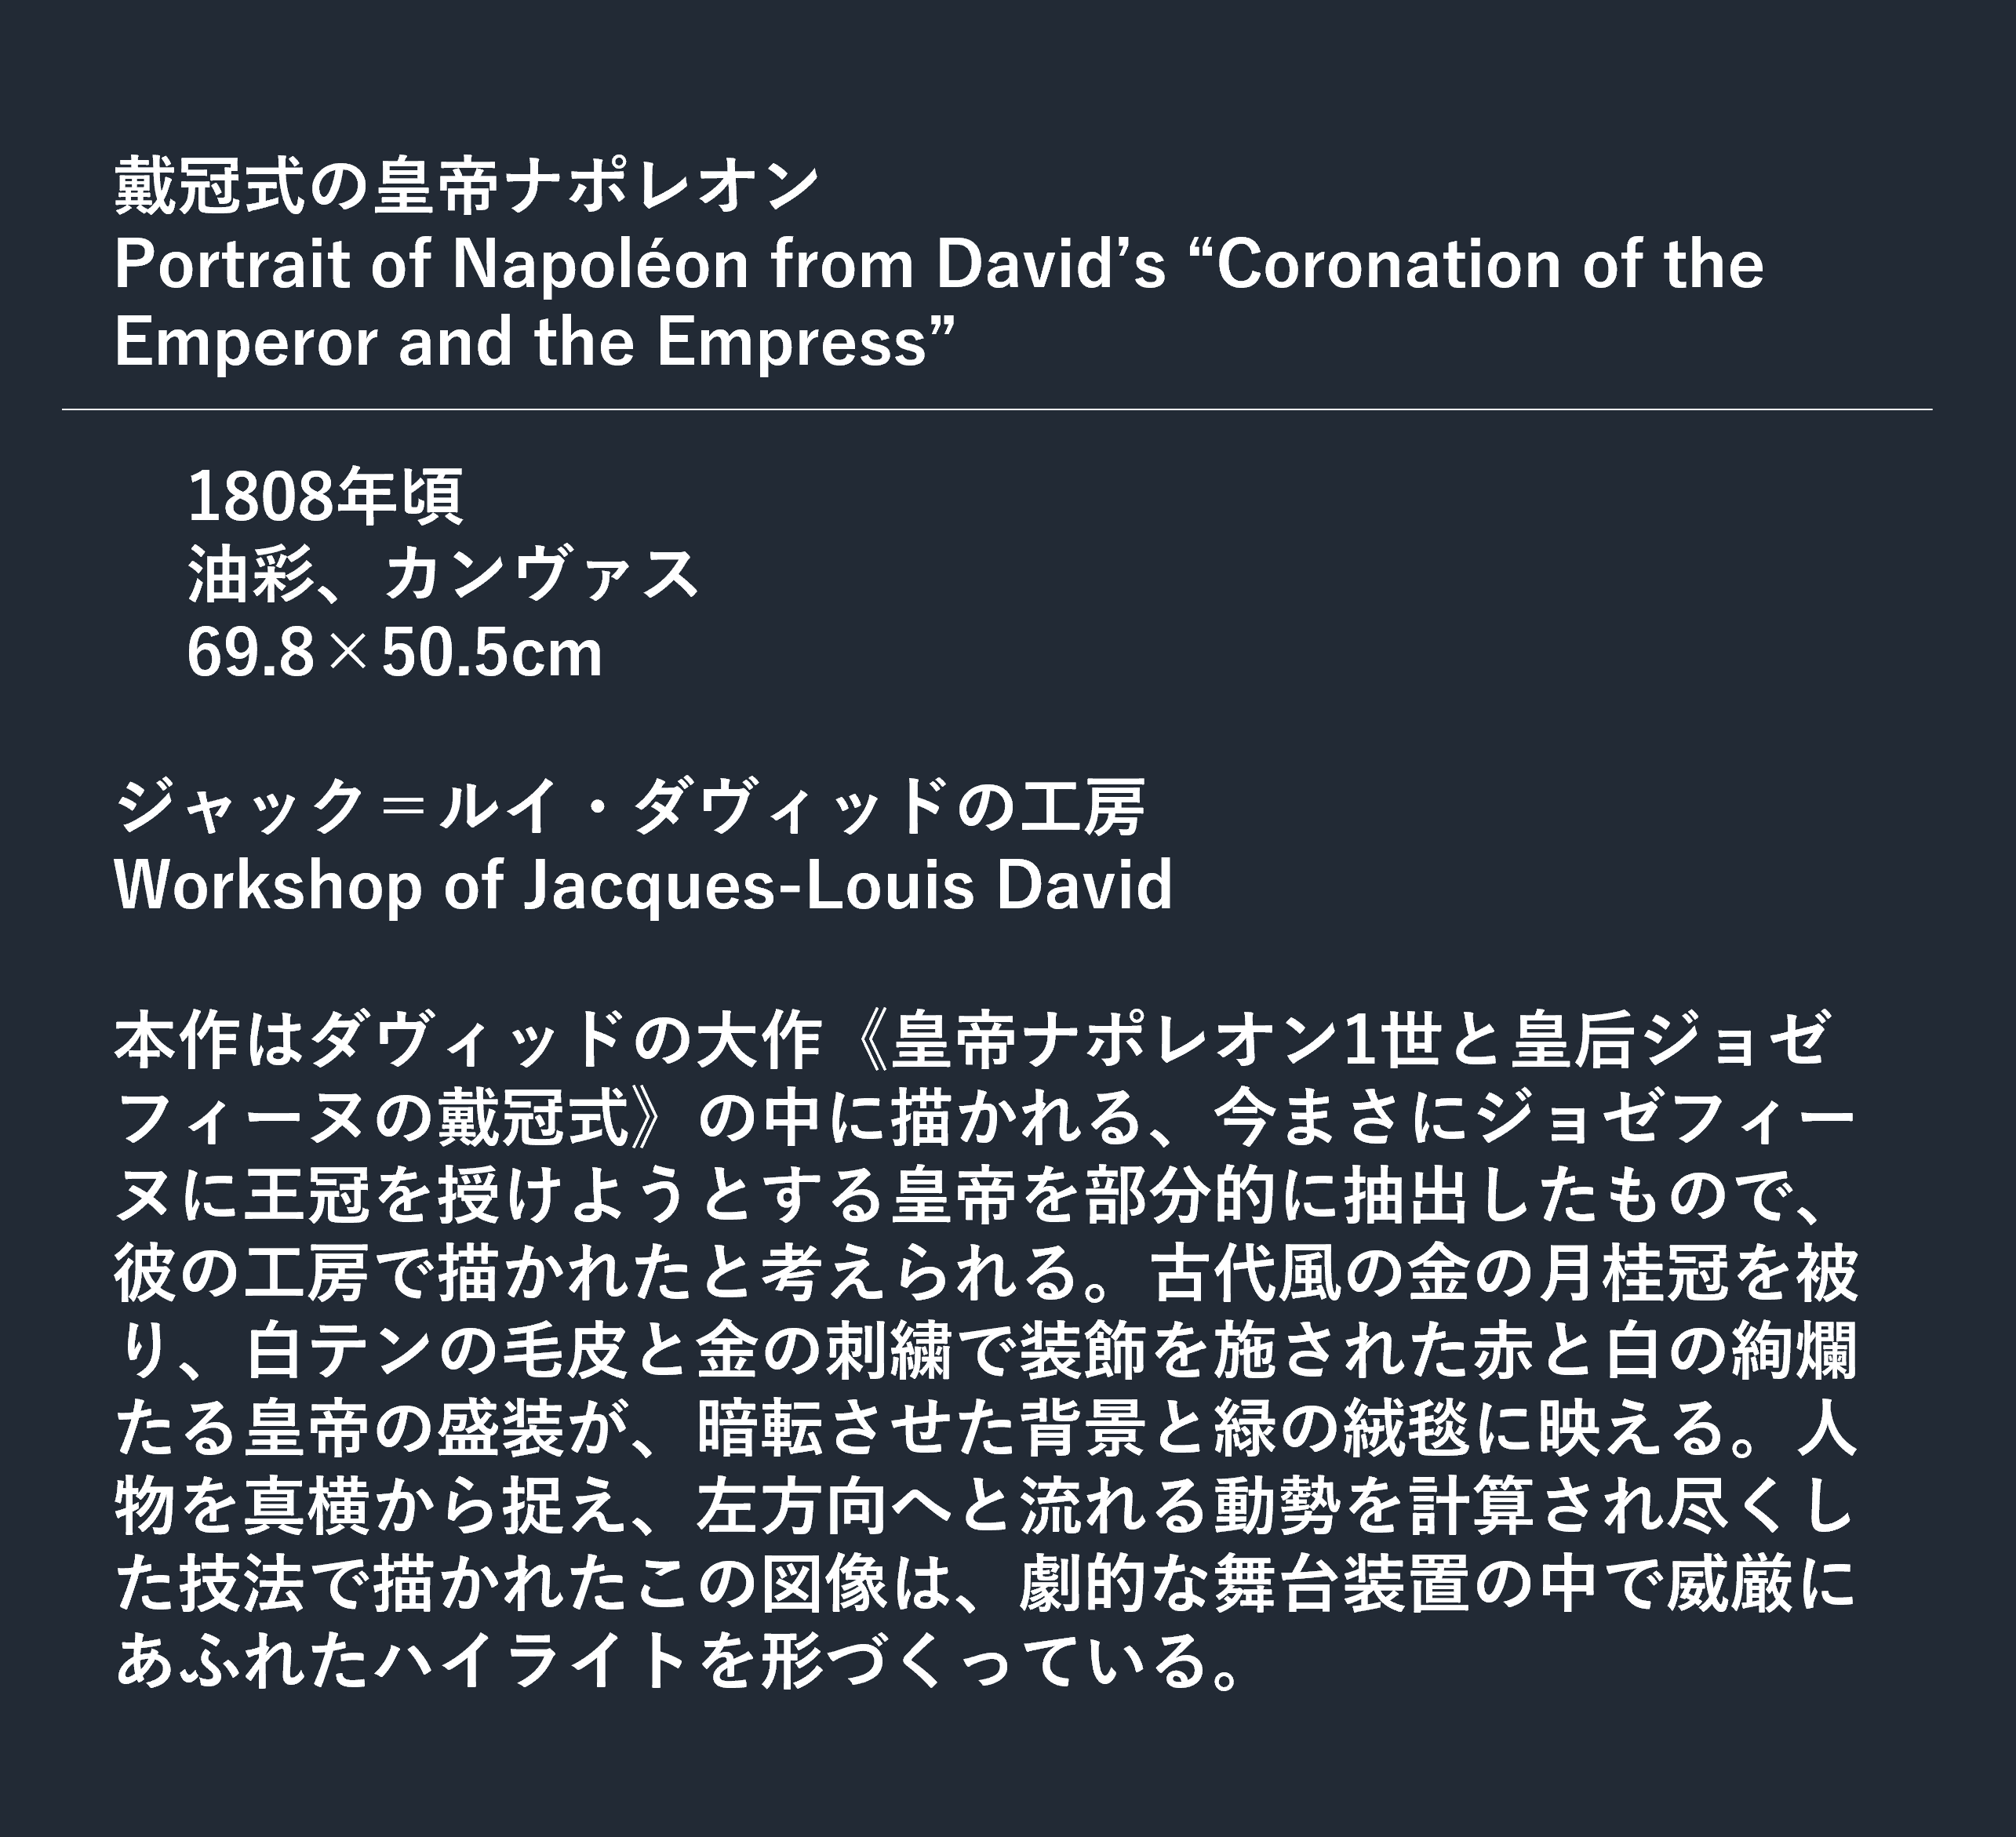 戴冠式の皇帝ナポレオン
Portrait of Napoléon from David’s “Coronation of the
Emperor and the Empress”
1808年頃
油彩、カンヴァス
69.8×50.5cm
ジャック＝ルイ・ダヴィッドの工房
Workshop of Jacques-Louis David
本作はダヴィッドの大作《皇帝ナポレオン1世と皇后ジョゼ
フィーヌの戴冠式》の中に描かれる、今まさにジョゼフィー
ヌに王冠を授けようとする皇帝を部分的に抽出したもので、
彼の工房で描かれたと考えられる。古代風の金の月桂冠を被
り、白テンの毛皮と金の刺繍で装飾を施された赤と白の絢爛
たる皇帝の盛装が、暗転させた背景と緑の絨毯に映える。人
物を真横から捉え、左方向へと流れる動勢を計算され尽くし
た技法で描かれたこの図像は、劇的な舞台装置の中で威厳に
あふれたハイライトを形づくっている。